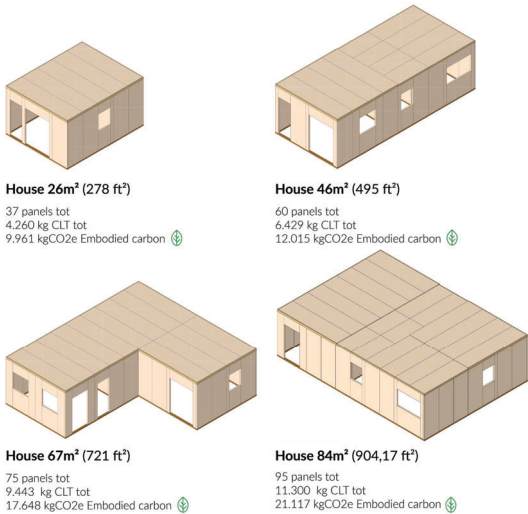 House 26m² (278 ft²)
37 panels tot
4.260 kg CLT tot
9.961 kgCO2e Embodied carbon
House 46m² (495 ft²)
60 panels tot
6.429 kg CLT tot
12.015 kgCO2e Embodied carbon
House 67m² (721 ft²)
75 panels tot
9.443 kg CLT tot
17.648 kgCO2e Embodied carbon
House 84m² (904,17 ft²)
95 panels tot
11.300 kg CLT tot
21.117 kgCO2e Embodied carbon